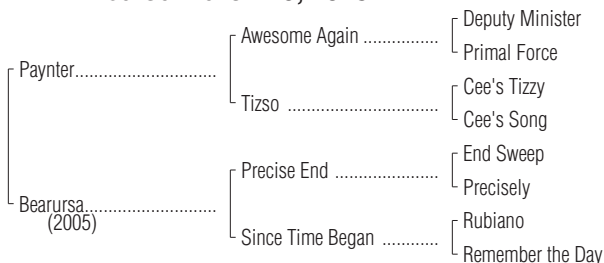 Deputy Minister
Awesome Again ................
Primal Force
Paynter..............................
Cee's Tizzy
Tizso ................................
Cee's Song
End Sweep
Precise End ......................
Precisely
Bearursa............................
(2005)
Rubiano
Since Time Began ............
Remember the Day